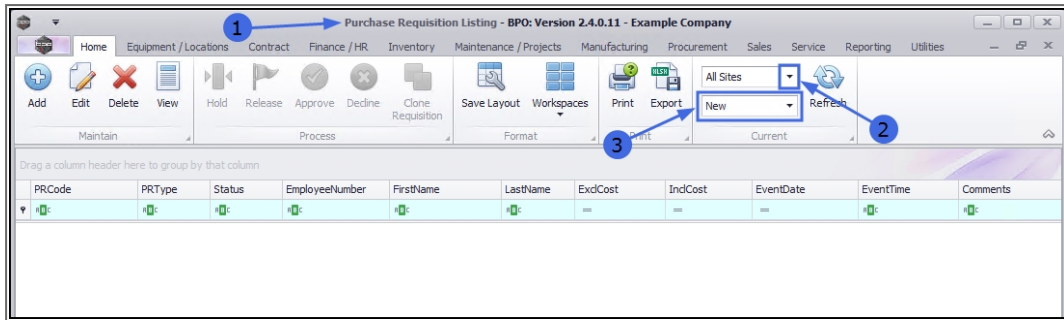 1
Purchase Requisition Listing - BPO: Version 2.4.0.11 - Example Company
Home Equipment / Locations Contract Finance / HR Inventory Maintenance / Projects Manufacturing Procurement Sales Service Reporting Utilities
Add Edit Delete View Hold Release Approve Decline Clone Requisition Save Layout Workspaces Print Export All Sites New Refresh
Maintain Process Format Print Current
2
3
Drag a column header here to group by that column
PRCode PRType Status EmployeeNumber FirstName LastName ExclCost InclCost EventDate EventTime Comments